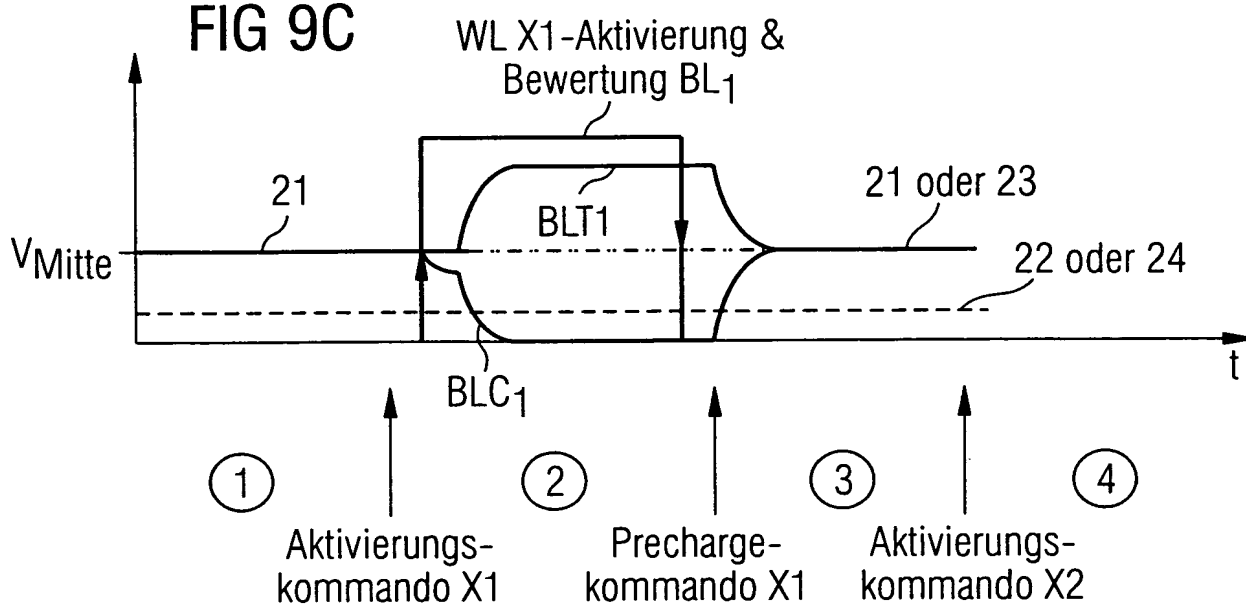 FIG 9C
WL X1-Aktivierung &
Bewertung BL1
21
BLT1
21 oder 23
VMitte
22 oder 24
t
BLC1
1
2
3
4
Aktivierungs-
kommando X1
Precharge-
kommando X1
Aktivierungs-
kommando X2